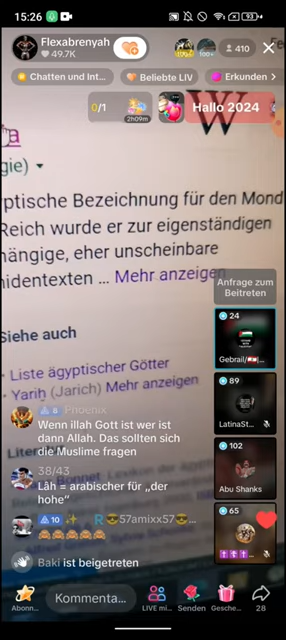 15:26
93
Flexabrenyah
49.7K
410
Chatten und Int...
Beliebte LIV
Erkunden
0/1
2h09m
Hallo 2024
W
gie)
yptische Bezeichnung für den Mond
Reich wurde er zur eigenständigen
hängige, eher unscheinbare
nidentexten ... Mehr anzeigen
Anfrage zum
Beitreten
24
Gebrail/
Siehe auch
Liste ägyptischer Götter
Yarih (Jarich) Mehr anzeigen
89
LatinaSt...
6 Phoenix
Wenn illah Gott ist wer ist
dann Allah. Das sollten sich
die Muslime fragen
102
Abu Shanks
38/43
Lâh = arabischer für „der
hohe“
10 R 57amixx57
65
Baki ist beigetreten
Abonn...
Kommenta...
LIVE mi...
Senden
Gesche...
28